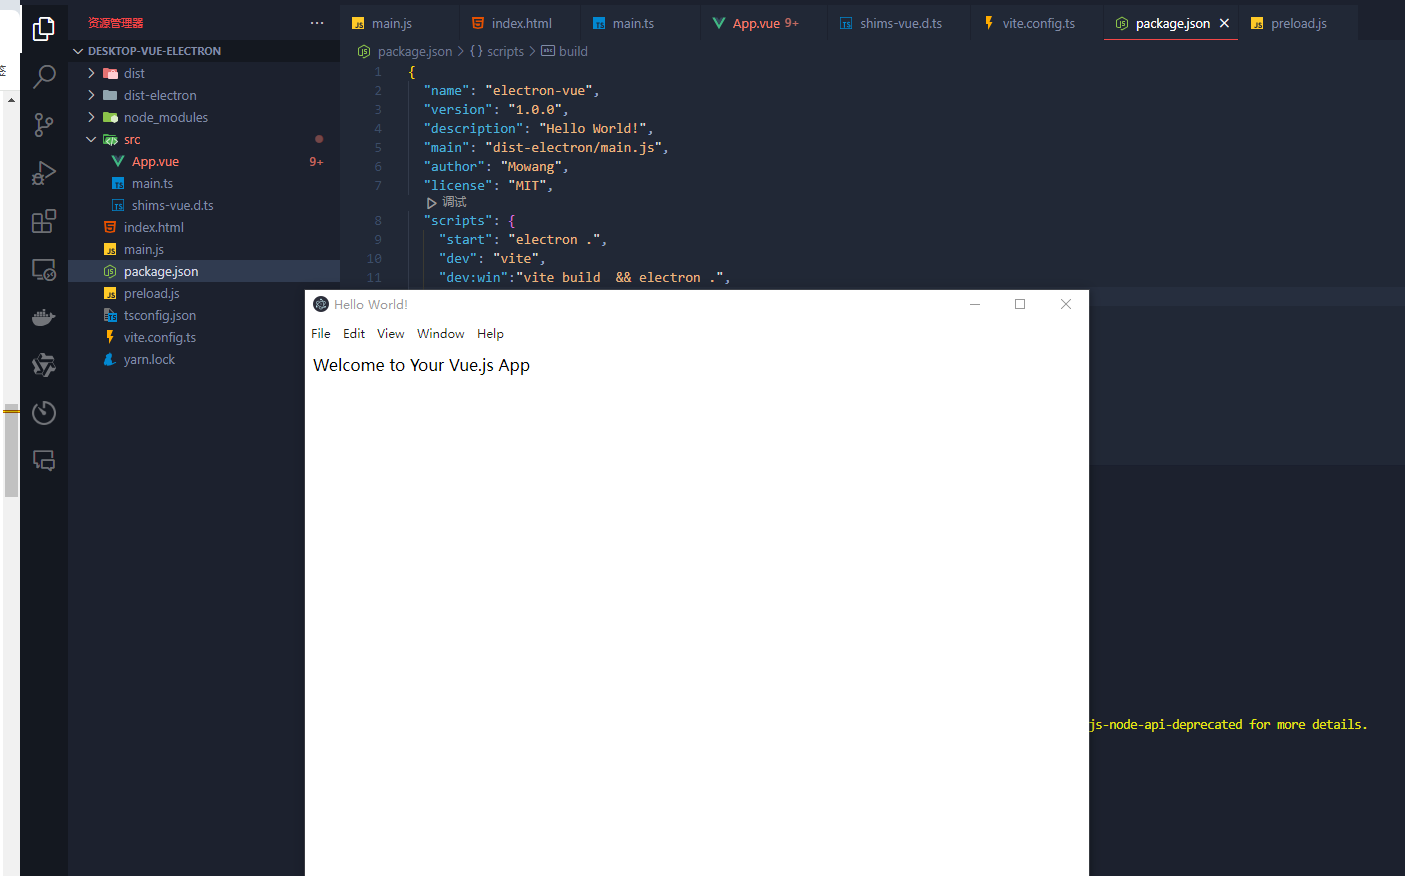 资源管理器
main.js
index.html
main.ts
App.vue 9+
shims-vue.d.ts
vite.config.ts
package.json
preload.js
DESKTOP-VUE-ELECTRON
package.json > {} scripts > build
dist
dist-electron
node_modules
src
App.vue 9+
main.ts
shims-vue.d.ts
index.html
main.js
package.json
preload.js
tsconfig.json
vite.config.ts
yarn.lock
1 {
2 "name": "electron-vue",
3 "version": "1.0.0",
4 "description": "Hello World!",
5 "main": "dist-electron/main.js",
6 "author": "Mowang",
7 "license": "MIT",
调试
8 "scripts": {
9 "start": "electron .",
10 "dev": "vite",
11 "dev:win":"vite build  && electron .",
Hello World!
File Edit View Window Help
Welcome to Your Vue.js App
js-node-api-deprecated for more details.